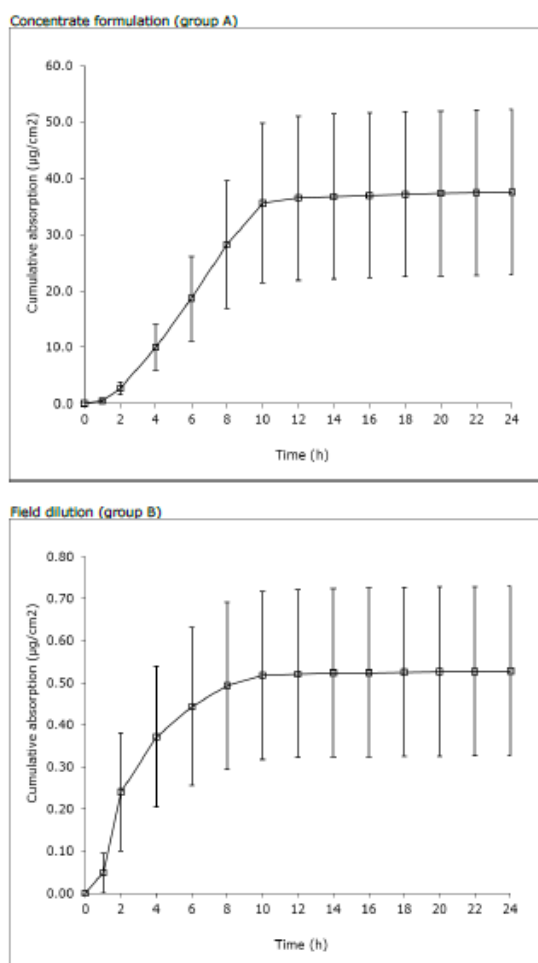 Concentrate formulation (group A)
60.0
50.0
40.0
30.0
20.0
10.0
0.0
Cumulative absorption (µg/cm2)
0 2 4 6 8 10 12 14 16 18 20 22 24
Time (h)
Field dilution (group B)
0.80
0.70
0.60
0.50
0.40
0.30
0.20
0.10
0.00
Cumulative absorption (µg/cm2)
0 2 4 6 8 10 12 14 16 18 20 22 24
Time (h)